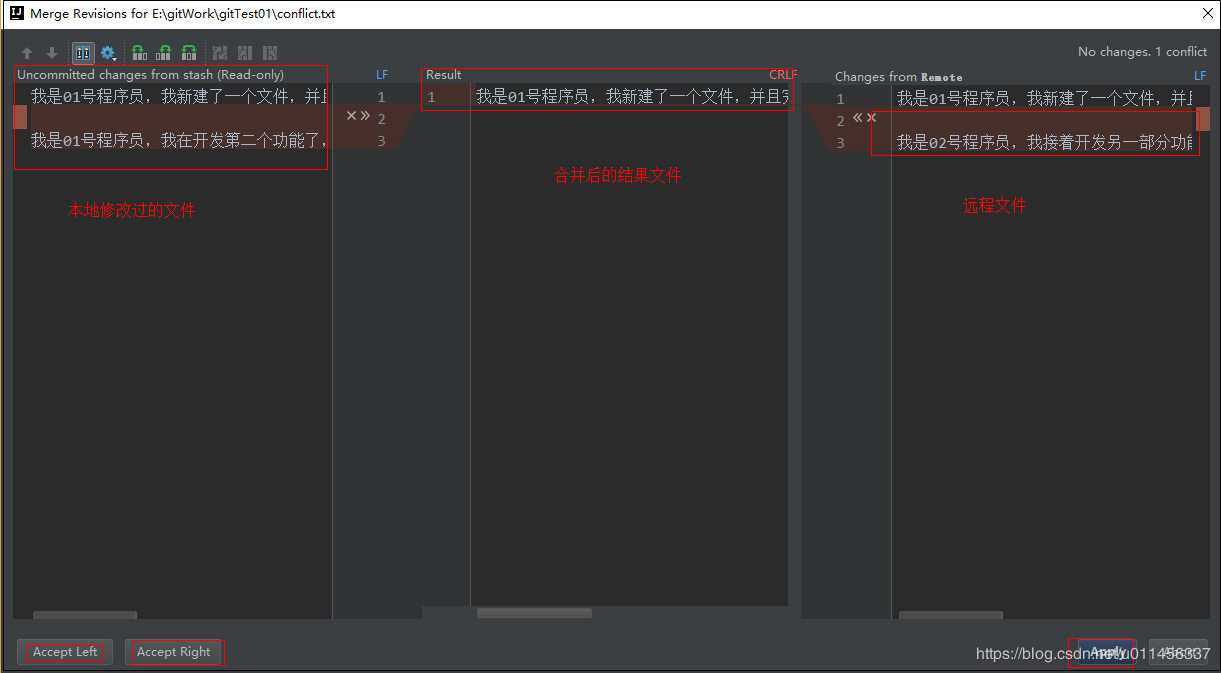 Merge Revisions for E:\gitWork\gitTest01\conflict.txt
No changes. 1 conflict
Uncommitted changes from stash (Read-only) LF
Result CRLF
Changes from Remote LF
我是01号程序员，我新建了一个文件，并且
1
2
3
我是01号程序员，我在开发第二个功能了，
1 我是01号程序员，我新建了一个文件，并且完
1
2
3
我是01号程序员，我新建了一个文件，并且
我是02号程序员，我接着开发另一部分功能
本地修改过的文件
合并后的结果文件
远程文件
Accept Left
Accept Right
Apply
https://blog.csdn.net/u011456337